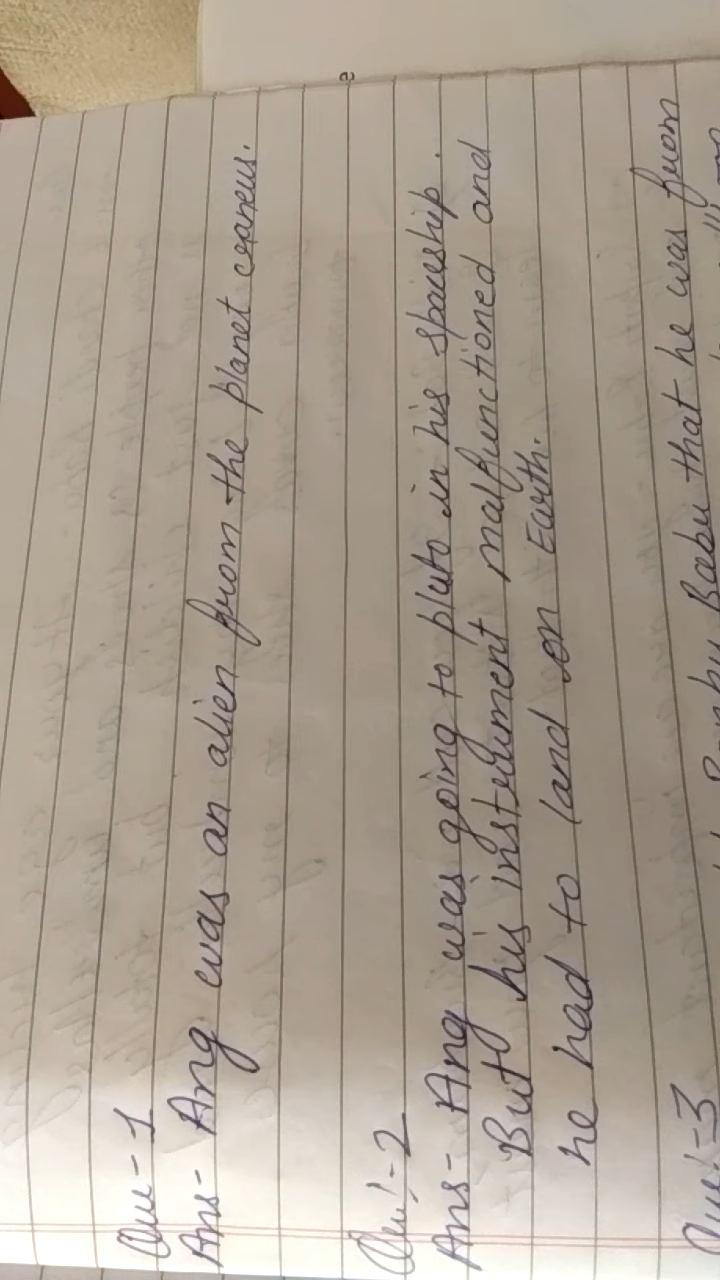 Que-1
Ans- Ang was an alien from the planet craneus.
Que:-2
Ans- Ang was going to pluto in his spaceship.
But his instrument malfunctioned and
he had to land on Earth.
Que:-3
Babu that he was from